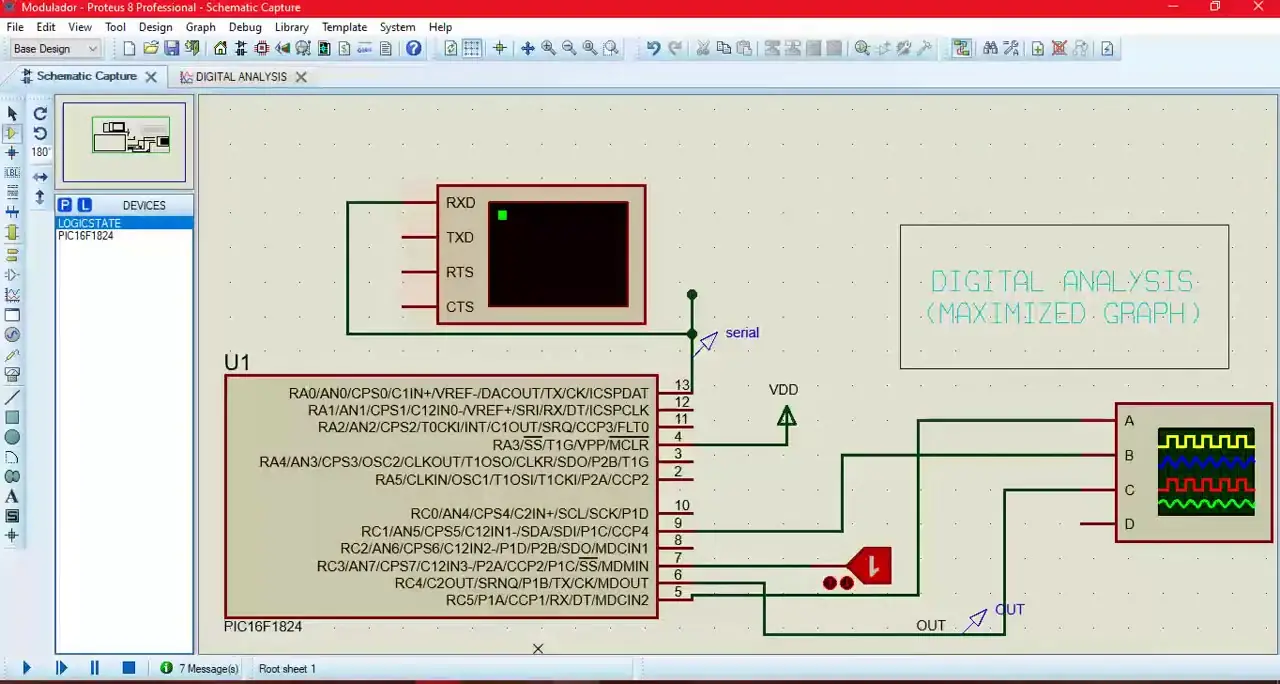 Modulador - Proteus 8 Professional - Schematic Capture
File Edit View Tool Design Graph Debug Library Template System Help
Base Design
Schematic Capture
DIGITAL ANALYSIS
180°
P L DEVICES
LOGICSTATE
PIC16F1824
LBL
A
RXD
TXD
RTS
CTS
serial
DIGITAL ANALYSIS
(MAXIMIZED GRAPH)
U1
RA0/AN0/CPS0/C1IN+/VREF-/DACOUT/TX/CK/ICSPDAT 13
RA1/AN1/CPS1/C12IN0-/VREF+/SRI/RX/DT/ICSPCLK 12
RA2/AN2/CPS2/T0CKI/INT/C1OUT/SRQ/CCP3/FLT0 11
RA3/SS/T1G/VPP/MCLR 4
RA4/AN3/CPS3/OSC2/CLKOUT/T1OSO/CLKR/SDO/P2B/T1G 3
RA5/CLKIN/OSC1/T1OSI/T1CKI/P2A/CCP2 2
RC0/AN4/CPS4/C2IN+/SCL/SCK/P1D 10
RC1/AN5/CPS5/C12IN1-/SDA/SDI/P1C/CCP4 9
RC2/AN6/CPS6/C12IN2-/P1D/P2B/SDO/MDCIN1 8
RC3/AN7/CPS7/C12IN3-/P2A/CCP2/P1C/SS/MDMIN 7
RC4/C2OUT/SRNQ/P1B/TX/CK/MDOUT 6
RC5/P1A/CCP1/RX/DT/MDCIN2 5
PIC16F1824
VDD
1
A
B
C
D
OUT
OUT
7 Message(s)
Root sheet 1